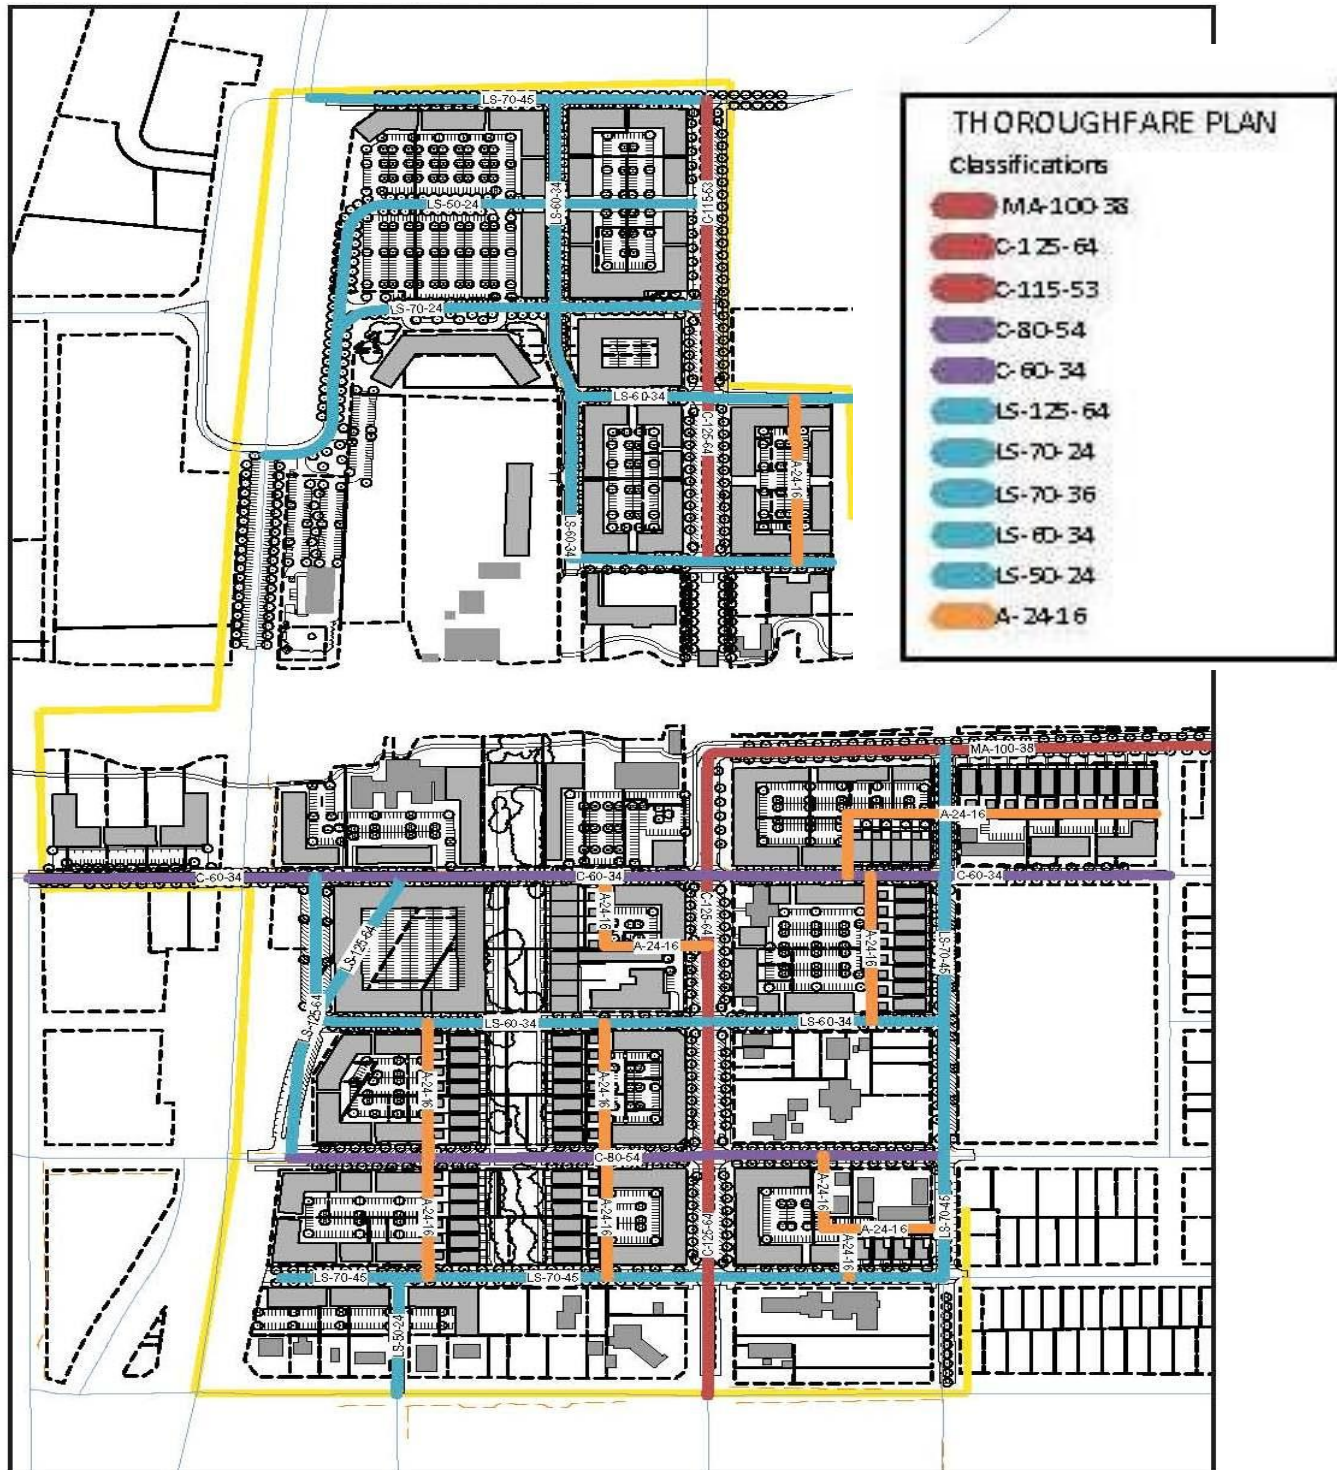 LS-70-45
THOROUGHFARE PLAN
Classifications
MA-100-38
C-125-64
C-115-53
C-80-54
C-60-34
LS-125-64
LS-70-24
LS-70-36
LS-60-34
LS-50-24
A-24-16
LS-50-24
LS-60-34
C-115-53
LS-70-24
LS-60-34
C-125-64
A-24-16
LS-60-34
MA-100-38
A-24-16
C-60-34
C-60-34
C-60-34
A-24-16
C-125-64
A-24-16
A-24-16
LS-70-45
LS-125-64
LS-125-64
LS-60-34
LS-60-34
A-24-16
A-24-16
C-80-54
A-24-16
A-24-16
C-125-64
A-24-16
A-24-16
LS-70-45
A-24-16
LS-70-45
LS-70-45
LS-50-24